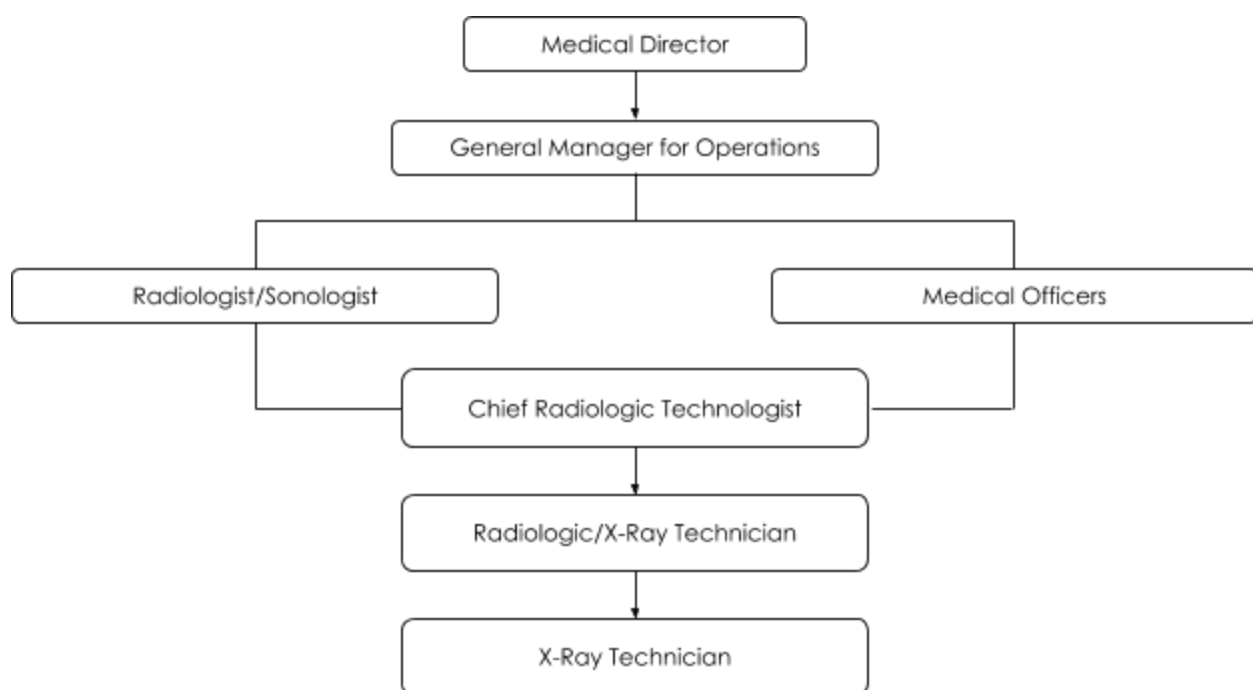 Medical Director
General Manager for Operations
Radiologist/Sonologist
Medical Officers
Chief Radiologic Technologist
Radiologic/X-Ray Technician
X-Ray Technician